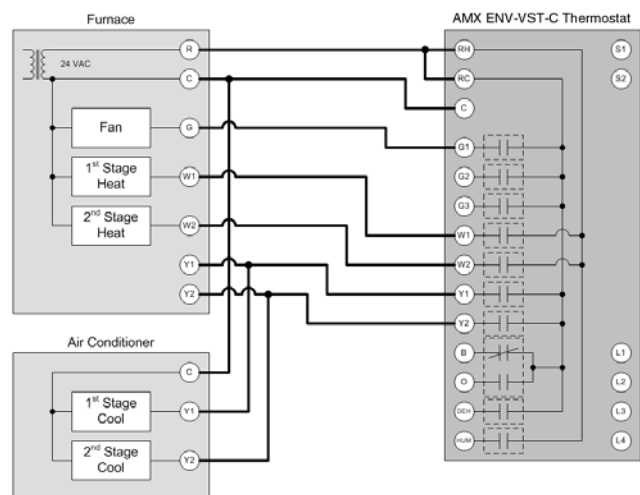 Furnace
AMX ENV-VST-C Thermostat
R
24 VAC
C
Fan
G
1st Stage
Heat
W1
2nd Stage
Heat
W2
Y1
Y2
Air Conditioner
C
1st Stage
Cool
Y1
2nd Stage
Cool
Y2
RH
RC
C
G1
G2
G3
W1
W2
Y1
Y2
B
O
DEH
HUM
S1
S2
L1
L2
L3
L4